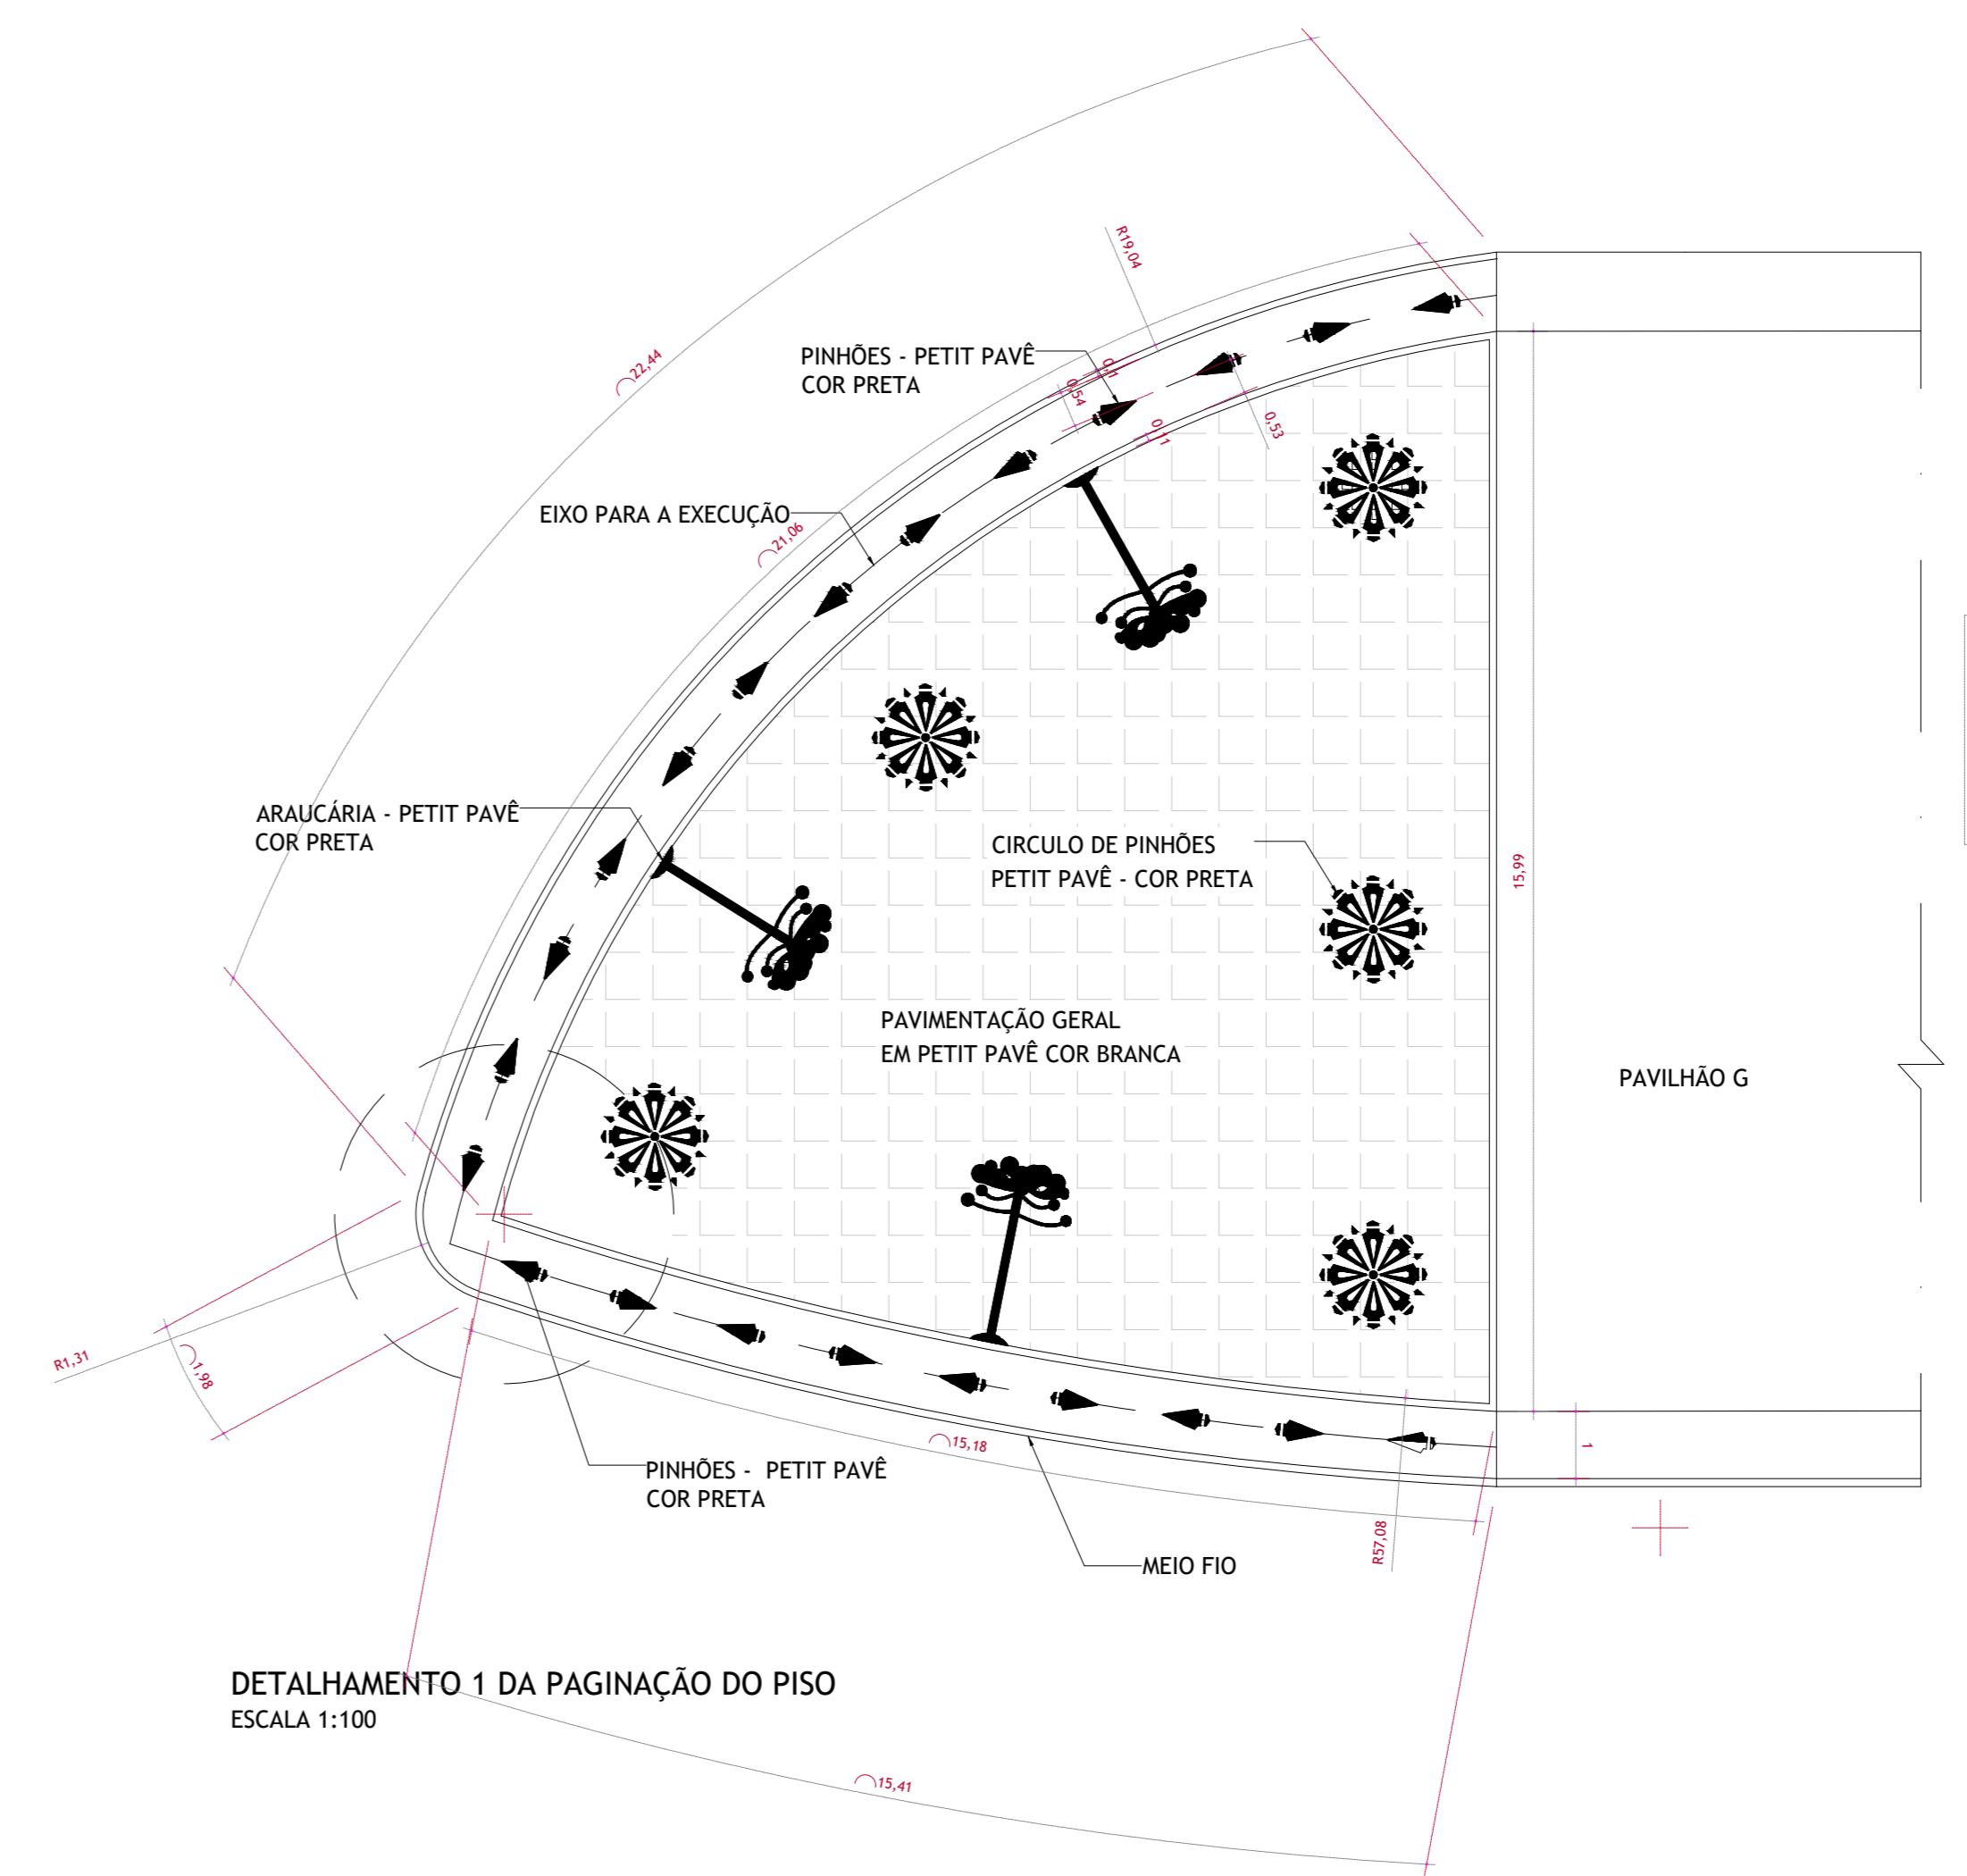 R19,04
22,44
PINHÕES - PETIT PAVÊ
COR PRETA
0,1
0,54
0,11
0,53
EIXO PARA A EXECUÇÃO
21,06
ARAUCÁRIA - PETIT PAVÊ
COR PRETA
CIRCULO DE PINHÕES
PETIT PAVÊ - COR PRETA
15,99
PAVIMENTAÇÃO GERAL
EM PETIT PAVÊ COR BRANCA
PAVILHÃO G
R1,31
1,98
15,18
1
PINHÕES - PETIT PAVÊ
COR PRETA
R57,08
MEIO FIO
DETALHAMENTO 1 DA PAGINAÇÃO DO PISO
ESCALA 1:100
15,41